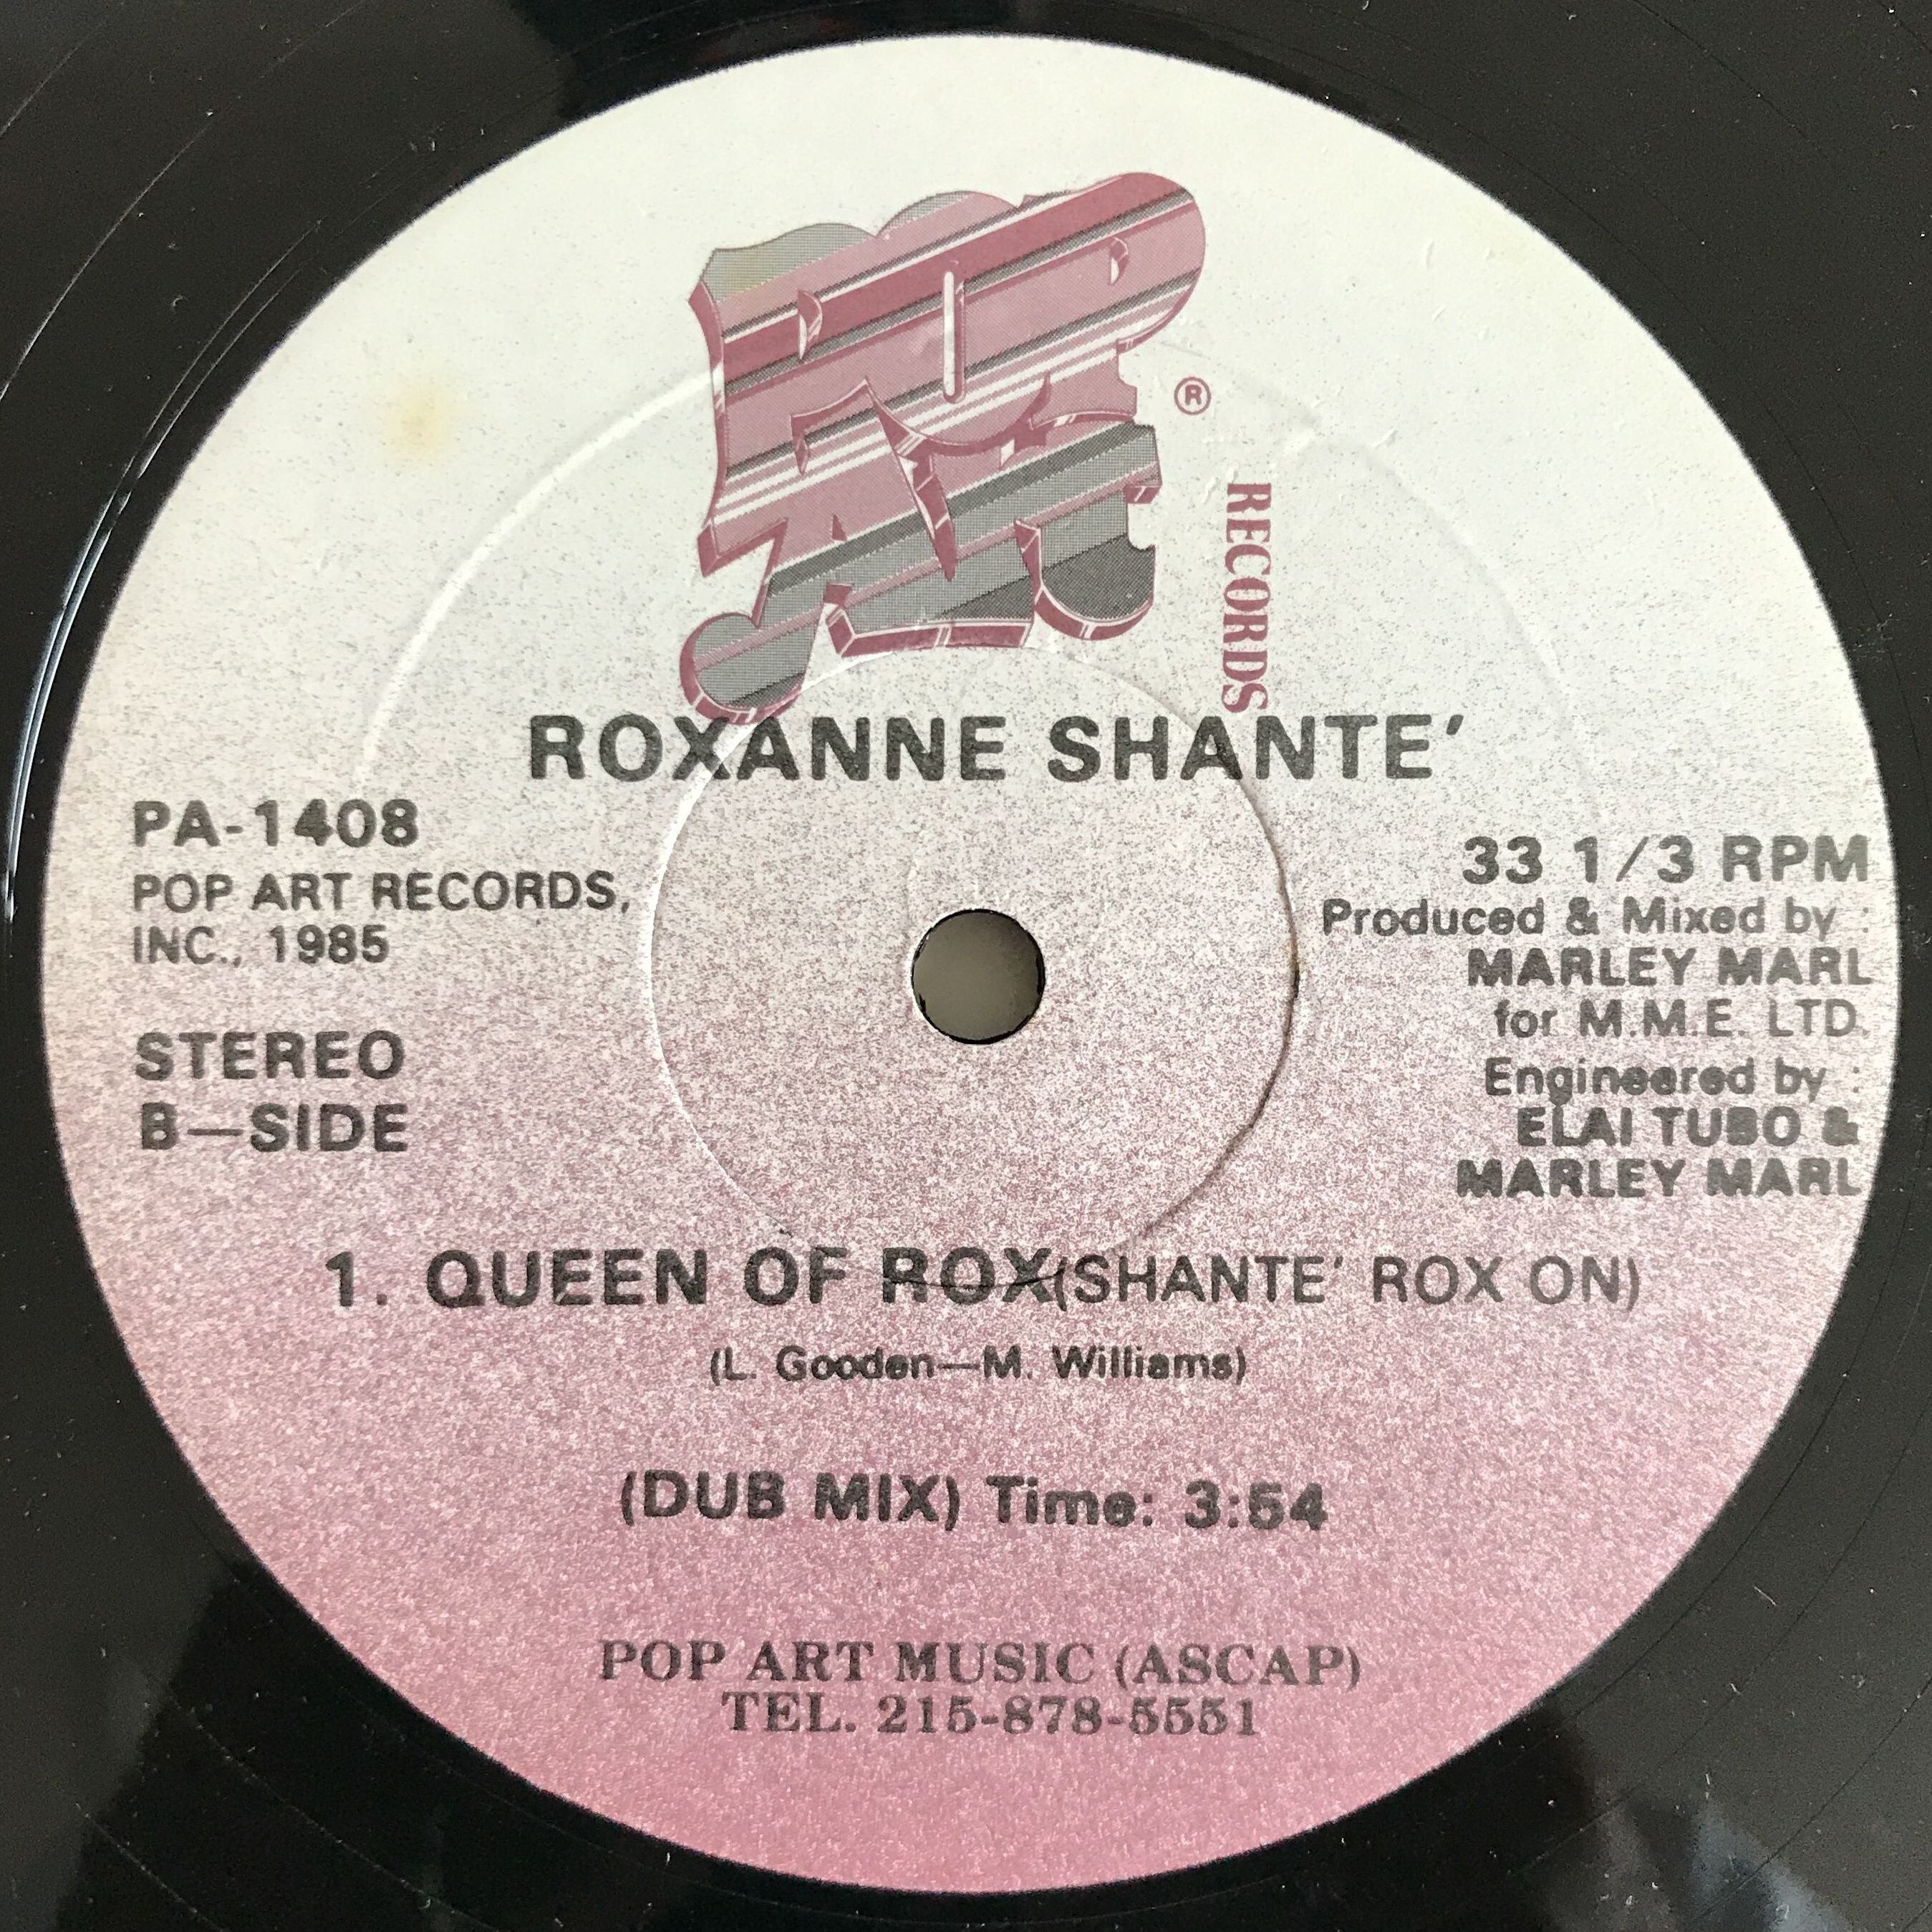 POP
ART
®
RECORDS
ROXANNE SHANTE'
PA-1408
POP ART RECORDS,
INC., 1985
STEREO
B—SIDE
33 1/3 RPM
Produced & Mixed by :
MARLEY MARL
for M.M.E. LTD.
Engineered by :
ELAI TUBO &
MARLEY MARL
1. QUEEN OF ROX(SHANTE' ROX ON)
(L. Gooden—M. Williams)
(DUB MIX) Time: 3:54
POP ART MUSIC (ASCAP)
TEL. 215-878-5551